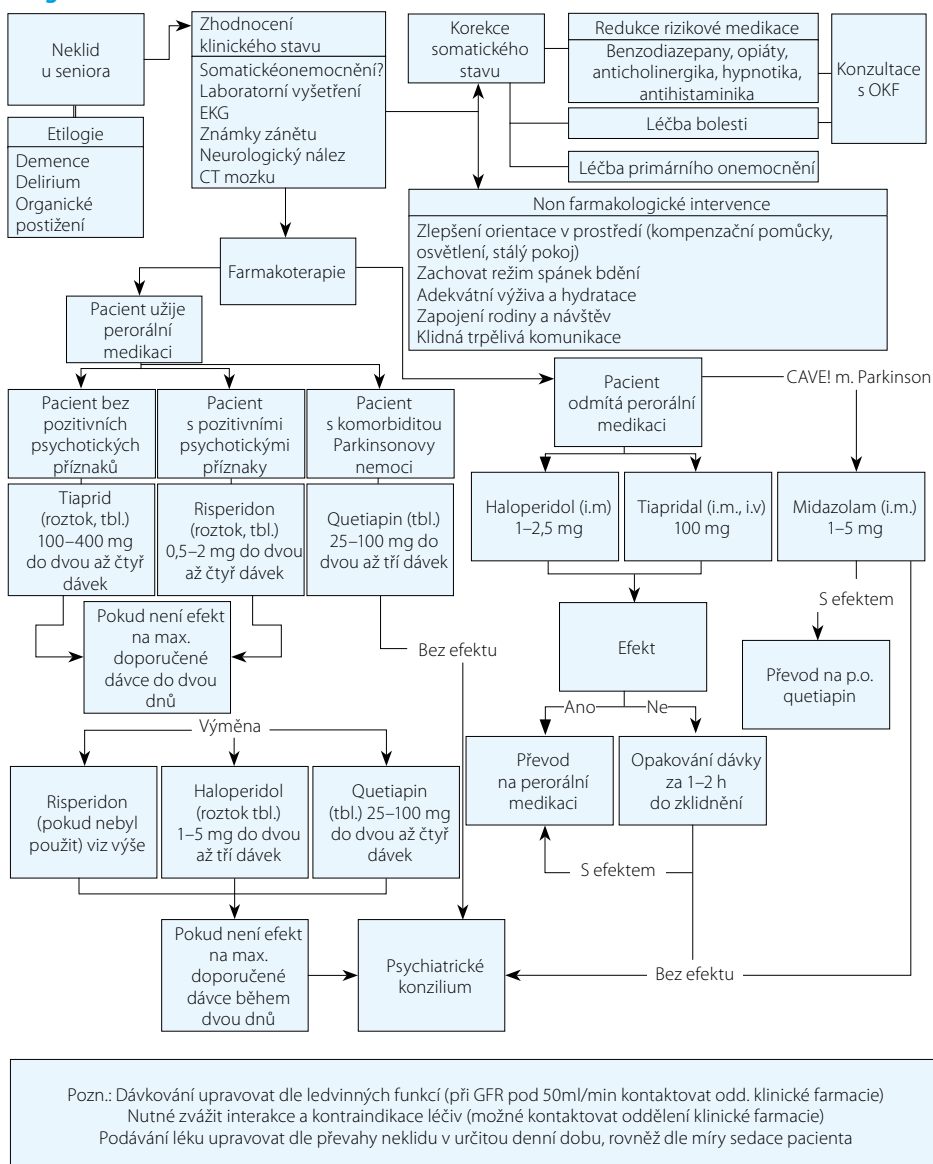 Neklid
u seniora
Etilogie
Demence
Delirium
Organické
postižení
Zhodnocení
klinického stavu
Somatickéonemocnění?
Laboratorní vyšetření
EKG
Známky zánětu
Neurologický nález
CT mozku
Korekce
somatického
stavu
Redukce rizikové medikace
Benzodiazepany, opiáty,
anticholinergika, hypnotika,
antihistaminika
Léčba bolesti
Léčba primárního onemocnění
Konzultace
s OKF
Non farmakologické intervence
Zlepšení orientace v prostředí (kompenzační pomůcky,
osvětlení, stálý pokoj)
Zachovat režim spánek bdění
Adekvátní výživa a hydratace
Zapojení rodiny a návštěv
Klidná trpělivá komunikace
Farmakoterapie
Pacient užije
perorální
medikaci
Pacient bez
pozitivních
psychotických
příznaků
Pacient
s pozitivními
psychotickými
příznaky
Pacient
s komorbiditou
Parkinsonovy
nemoci
Tiaprid
(roztok, tbl.)
100–400 mg
do dvou až čtyř
dávek
Risperidon
(roztok, tbl.)
0,5–2 mg do dvou
až čtyř dávek
Quetiapin (tbl.)
25–100 mg do
dvou až tří dávek
Pokud není efekt
na max.
doporučené
dávce do dvou
dnů
Bez efektu
Výměna
Risperidon
(pokud nebyl
použit) viz výše
Haloperidol
(roztok tbl.)
1–5 mg do dvou
až tří dávek
Quetiapin
(tbl.) 25–100 mg
do dvou až čtyř
dávek
Pokud není efekt
na max.
doporučené
dávce během
dvou dnů
Psychiatrické
konzilium
Pacient
odmítá perorální
medikaci
CAVE! m. Parkinson
Haloperidol (i.m)
1–2,5 mg
Tiapridal (i.m., i.v)
100 mg
Midazolam (i.m.)
1–5 mg
Efekt
S efektem
Převod na p.o.
quetiapin
Ano
Ne
Převod
na perorální
medikaci
Opakování dávky
za 1–2 h
do zklidnění
S efektem
Bez efektu
Pozn.: Dávkování upravovat dle ledvinných funkcí (při GFR pod 50ml/min kontaktovat odd. klinické farmacie)
Nutné zvážit interakce a kontraindikace léčiv (možné kontaktovat oddělení klinické farmacie)
Podávání léku upravovat dle převahy neklidu v určitou denní dobu, rovněž dle míry sedace pacienta